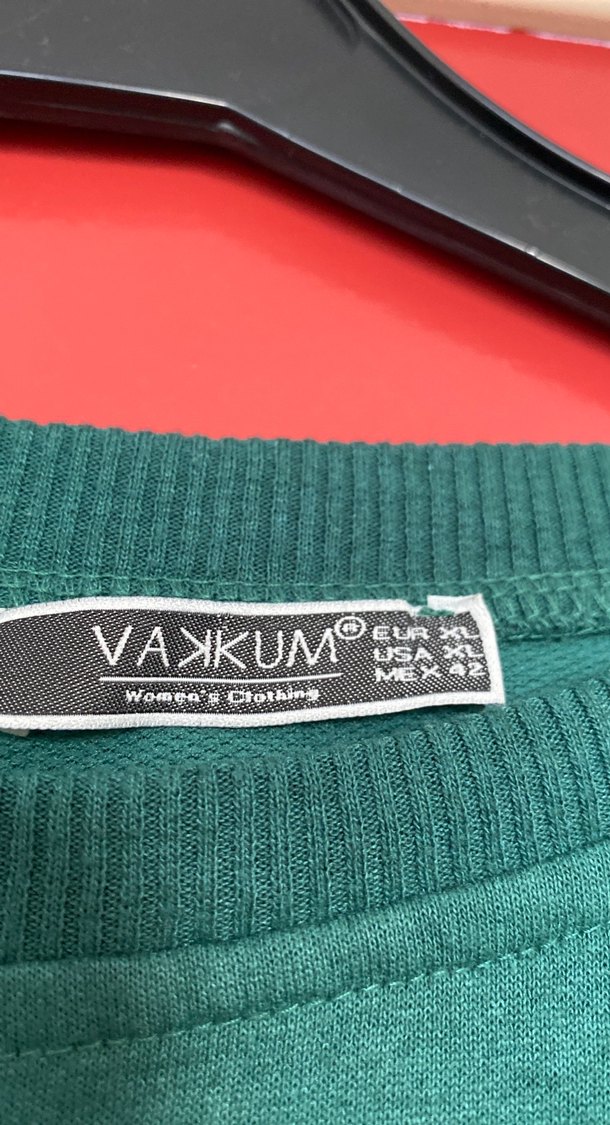 VAKKUM®
Women's Clothing
EUR XL
USA XL
MEX 42